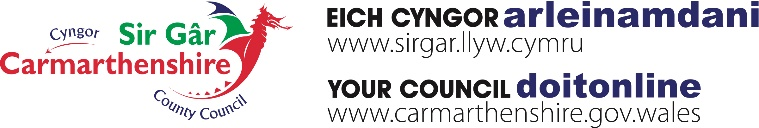 Cyngor Sir Gâr
Carmarthenshire
County Council
EICH CYNGOR arleinamdani
www.sirgar.llyw.cymru
YOUR COUNCIL doitonline
www.carmarthenshire.gov.wales